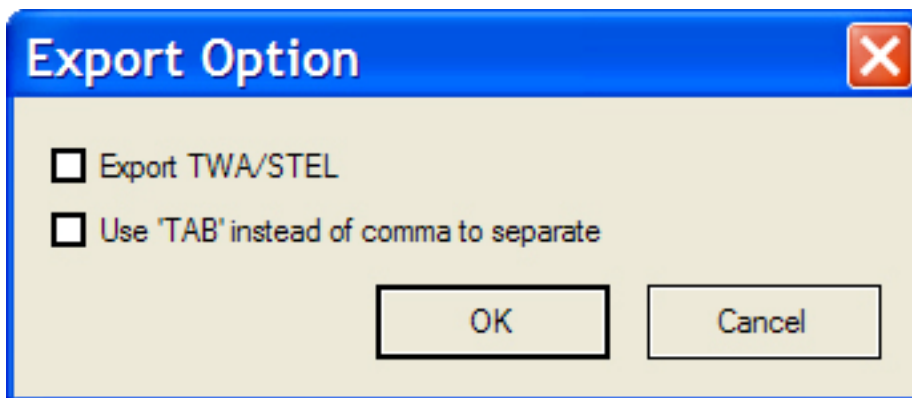 Export Option
Export TWA/STEL
Use "TAB" instead of comma to separate
OK
Cancel